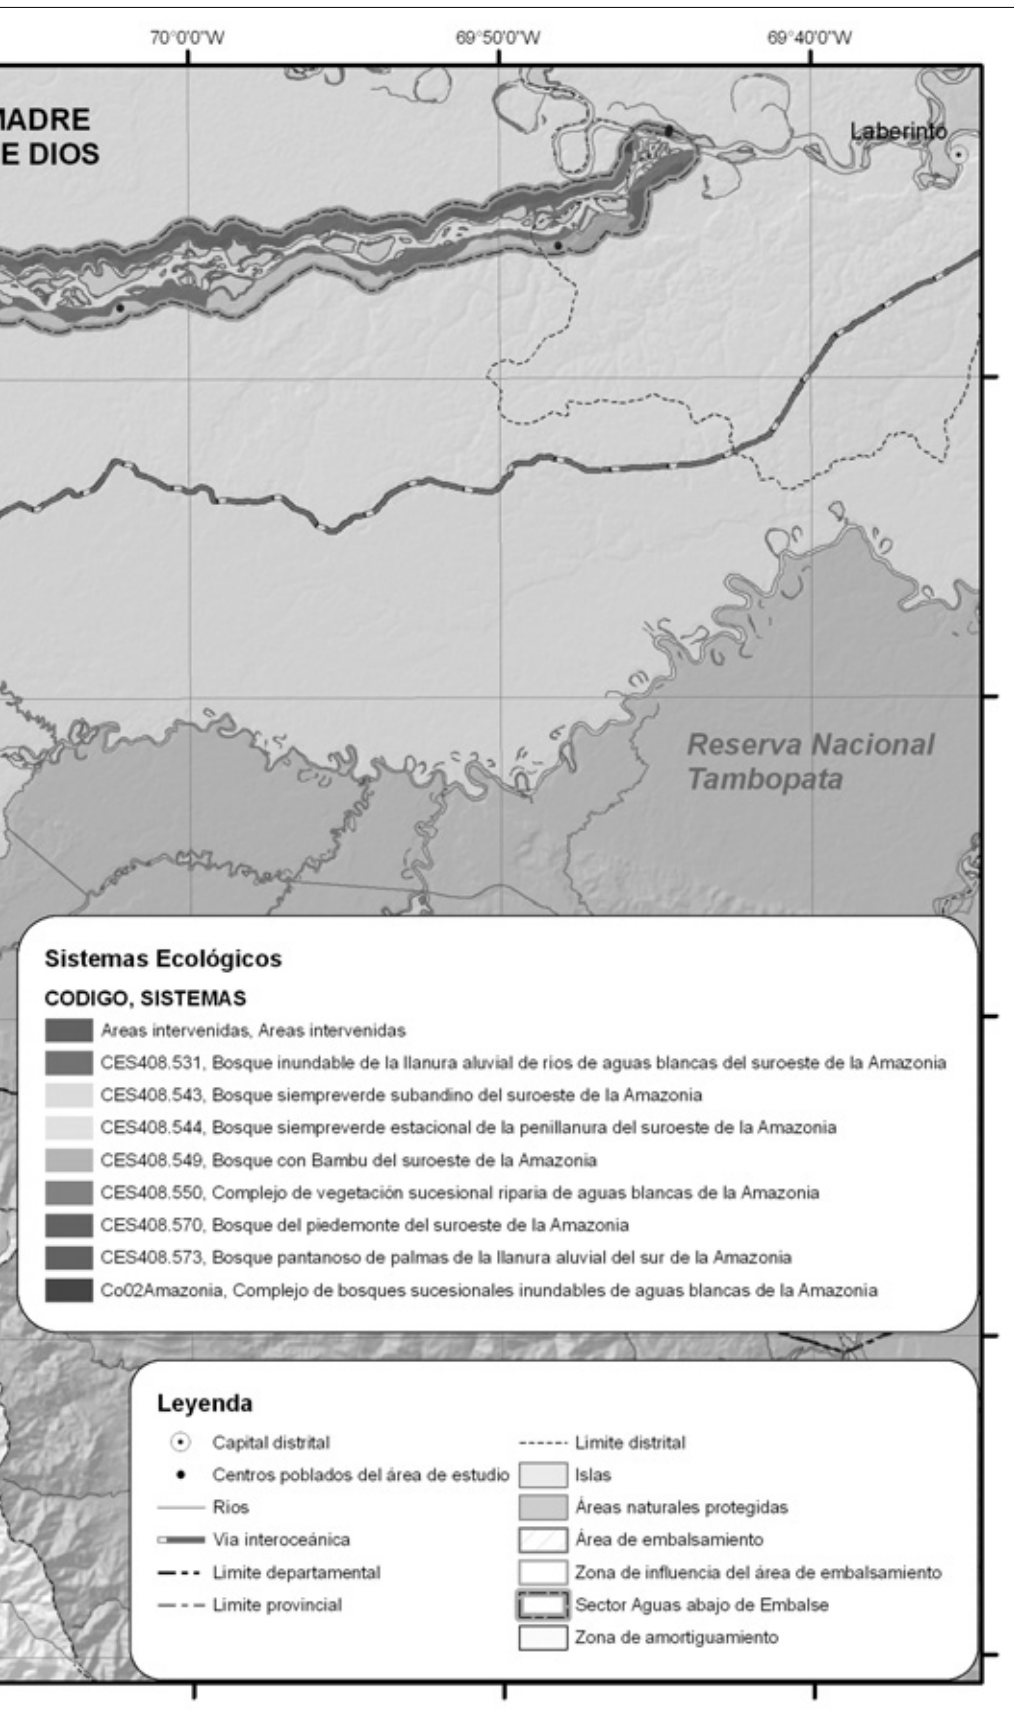 70°0'0"W
69°50'0"W
69°40'0"W
E DIOS
Laberinto
Reserva Nacional
Tambopata
Sistemas Ecológicos
CODIGO, SISTEMAS
Areas intervenidas, Areas intervenidas
CES408.531, Bosque inundable de la llanura aluvial de rios de aguas blancas del suroeste de la Amazonia
CES408.543, Bosque siempreverde subandino del suroeste de la Amazonia
CES408.544, Bosque siempreverde estacional de la penillanura del suroeste de la Amazonia
CES408.549, Bosque con Bambu del suroeste de la Amazonia
CES408.550, Complejo de vegetación sucesional riparia de aguas blancas de la Amazonia
CES408.570, Bosque del piedemonte del suroeste de la Amazonia
CES408.573, Bosque pantanoso de palmas de la llanura aluvial del sur de la Amazonia
Co02Amazonia, Complejo de bosques sucesionales inundables de aguas blancas de la Amazonia
Leyenda
Capital distrital
Centros poblados del área de estudio
Rios
Via interoceánica
Limite departamental
Limite provincial
Limite distrital
Islas
Áreas naturales protegidas
Área de embalsamiento
Zona de influencia del área de embalsamiento
Sector Aguas abajo de Embalse
Zona de amortiguamiento